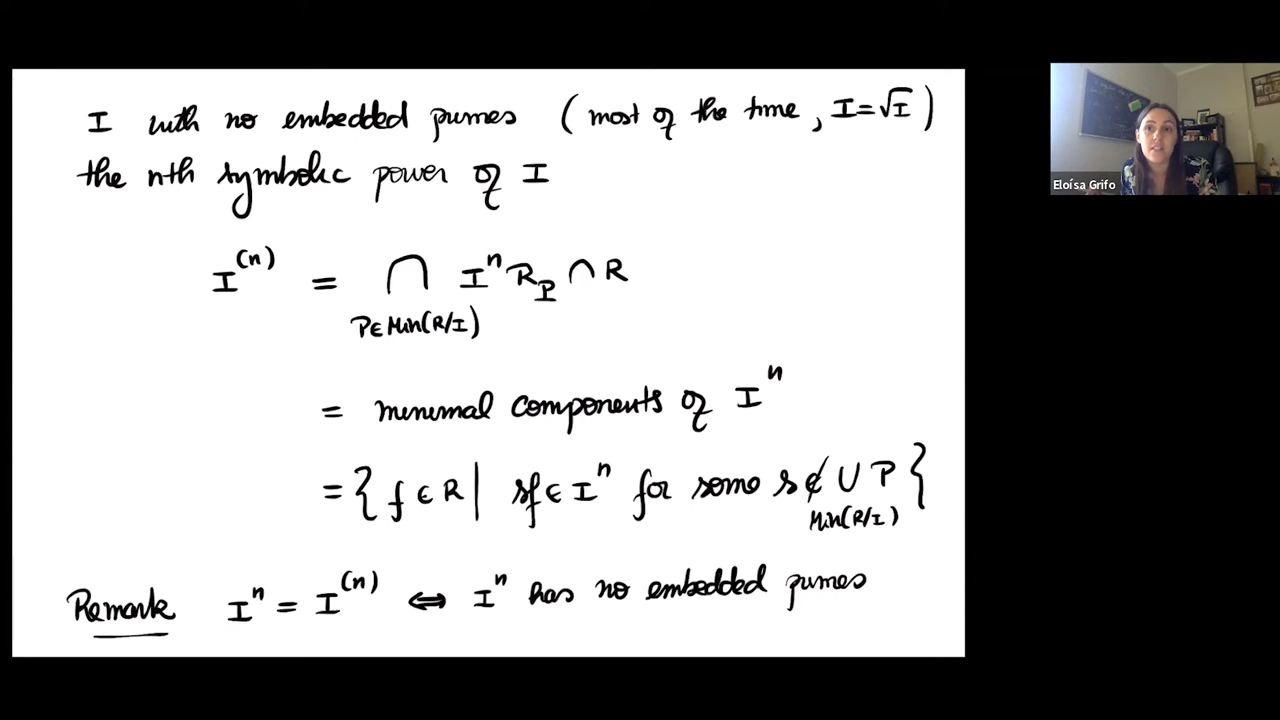 I with no embedded primes (most of the time, I=√I)
the nth symbolic power of I
I^(n) = ⋂ I^n R_P ∩ R
P∈Min(R/I)
= minimal components of I^n
= { f ∈ R | sf ∈ I^n for some s ∉ ∪ P }
Min(R/I)
Remark I^n = I^(n) ⇔ I^n has no embedded primes
Eloísa Grifo